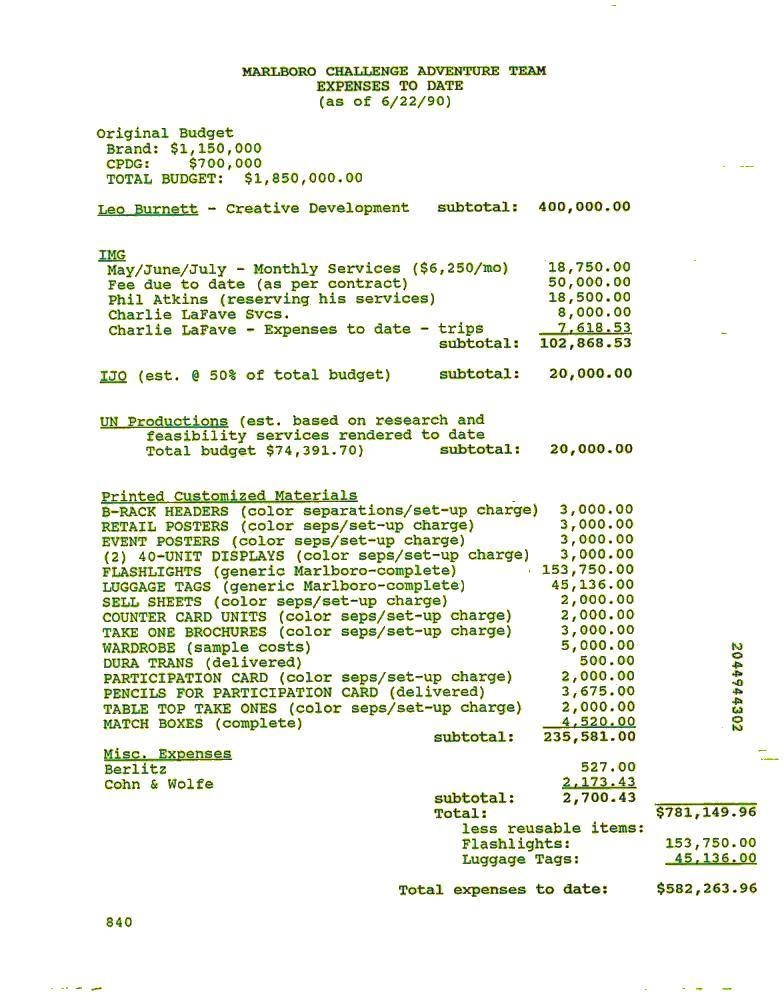 MARLBORO CHALLENGE ADVENTURE TEAM
EXPENSES TO DATE
(as of 6/22/90)
Original Budget
Brand: $1,150,000
CPDG: $700,000
TOTAL BUDGET: $1,850,000.00
Leo Burnett - Creative Development subtotal: 400,000.00
IMG
May/June/July - Monthly Services ($6,250/mo) 18,750.00
Fee due to date (as per contract) 50,000.00
Phil Atkins (reserving his services) 18,500.00
Charlie LaFave Svcs. 8,000.00
Charlie LaFave - Expenses to date - trips 7,618.53
subtotal: 102,868.53
IJO (est. @ 50% of total budget) subtotal: 20,000.00
UN Productions (est. based on research and
feasibility services rendered to date
Total budget $74,391.70) subtotal: 20,000.00
Printed Customized Materials
B-RACK HEADERS (color separations/set-up charge) 3,000.00
RETAIL POSTERS (color seps/set-up charge) 3,000.00
EVENT POSTERS (color seps/set-up charge) 3,000.00
(2) 40-UNIT DISPLAYS (color seps/set-up charge) 3,000.00
FLASHLIGHTS (generic Marlboro-complete) 153,750.00
LUGGAGE TAGS (generic Marlboro-complete) 45,136.00
SELL SHEETS (color seps/set-up charge) 2,000.00
COUNTER CARD UNITS (color seps/set-up charge) 2,000.00
TAKE ONE BROCHURES (color seps/set-up charge) 3,000.00
WARDROBE (sample costs) 5,000.00
DURA TRANS (delivered) 500.00
PARTICIPATION CARD (color seps/set-up charge) 2,000.00
PENCILS FOR PARTICIPATION CARD (delivered) 3,675.00
TABLE TOP TAKE ONES (color seps/set-up charge) 2,000.00
MATCH BOXES (complete) 4,520.00
subtotal: 235,581.00
Misc. Expenses
Berlitz 527.00
Cohn & Wolfe 2,173.43
subtotal: 2,700.43
Total: $781,149.96
less reusable items:
Flashlights: 153,750.00
Luggage Tags: 45,136.00
Total expenses to date: $582,263.96
840
2044944302